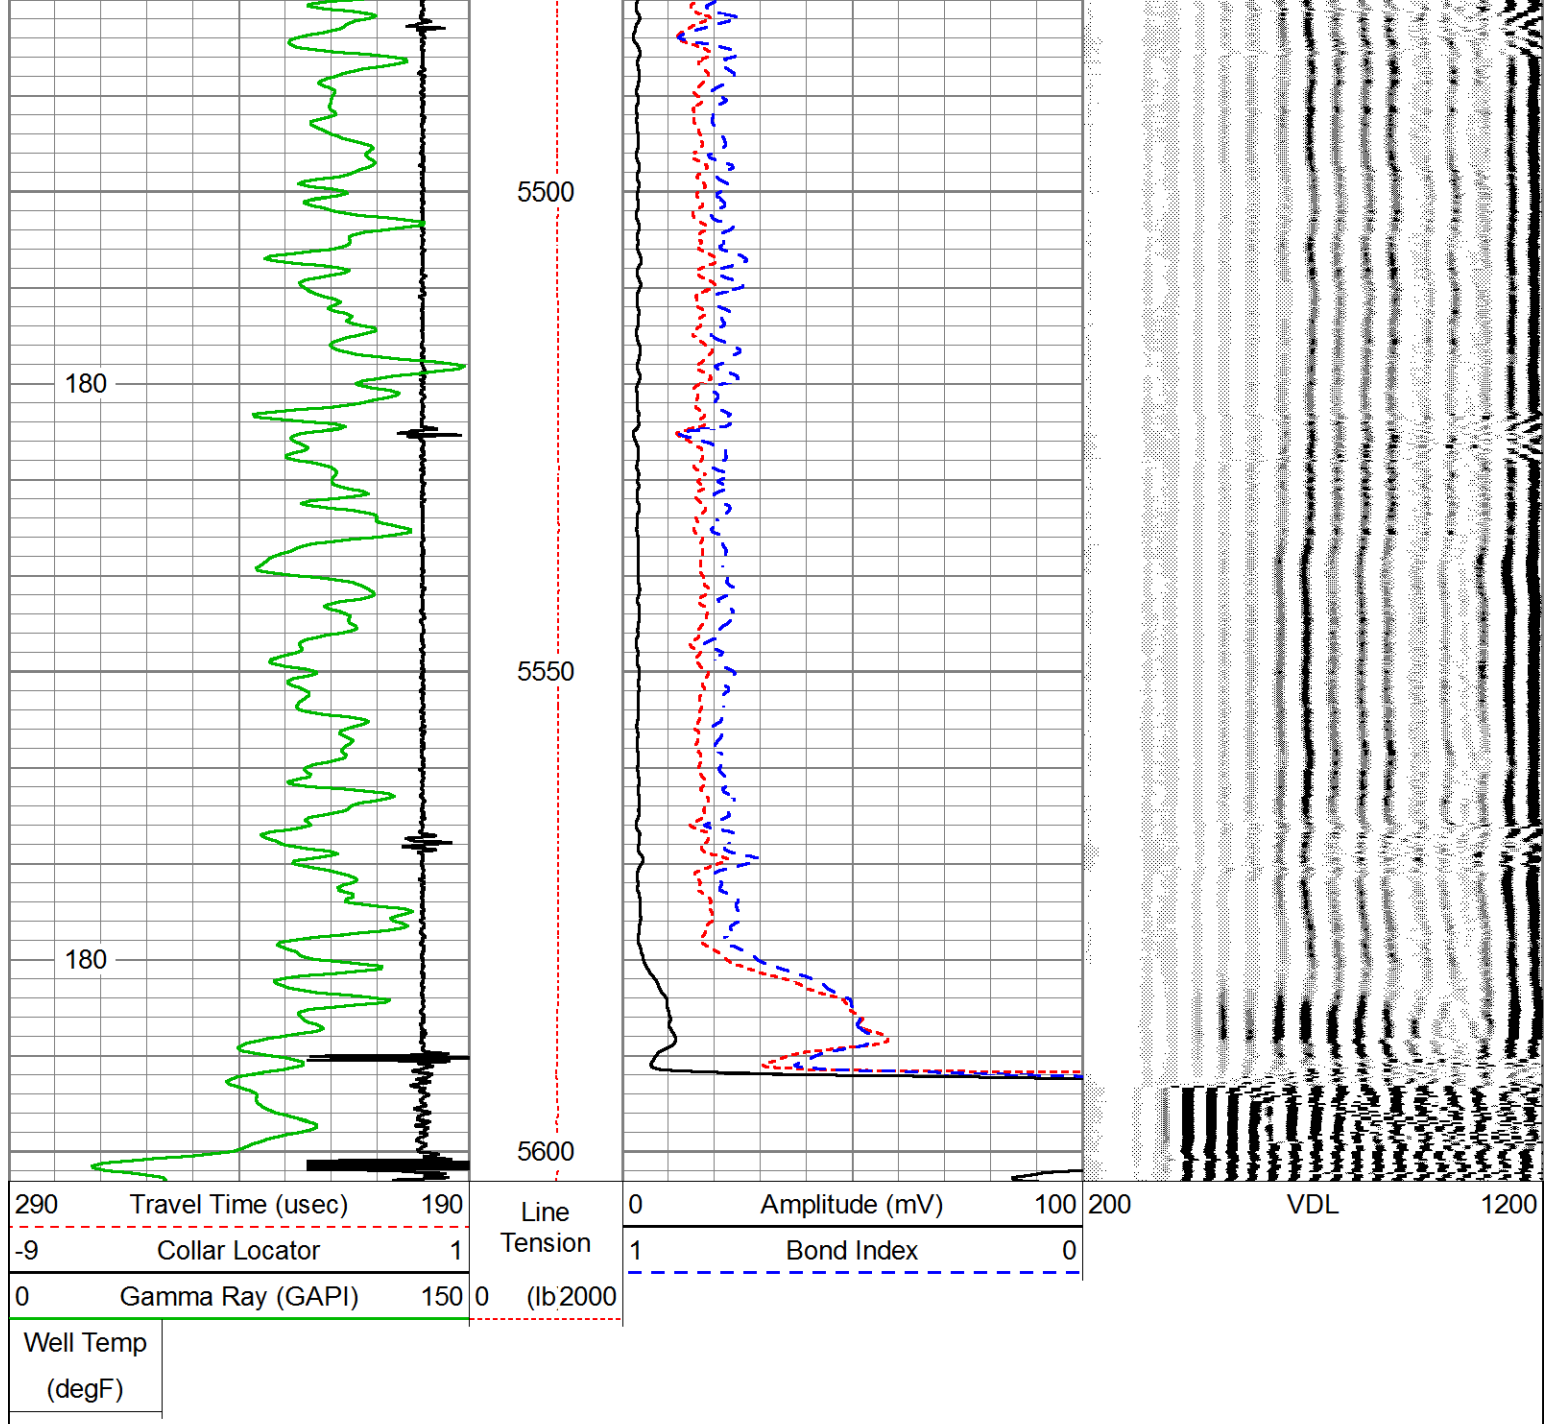 5500
180
5550
180
5600
290 Travel Time (usec) 190
-9 Collar Locator 1
0 Gamma Ray (GAPI) 150
Well Temp
(degF)
Line
Tension
0 (lb 2000
0 Amplitude (mV) 100
1 Bond Index 0
200 VDL 1200